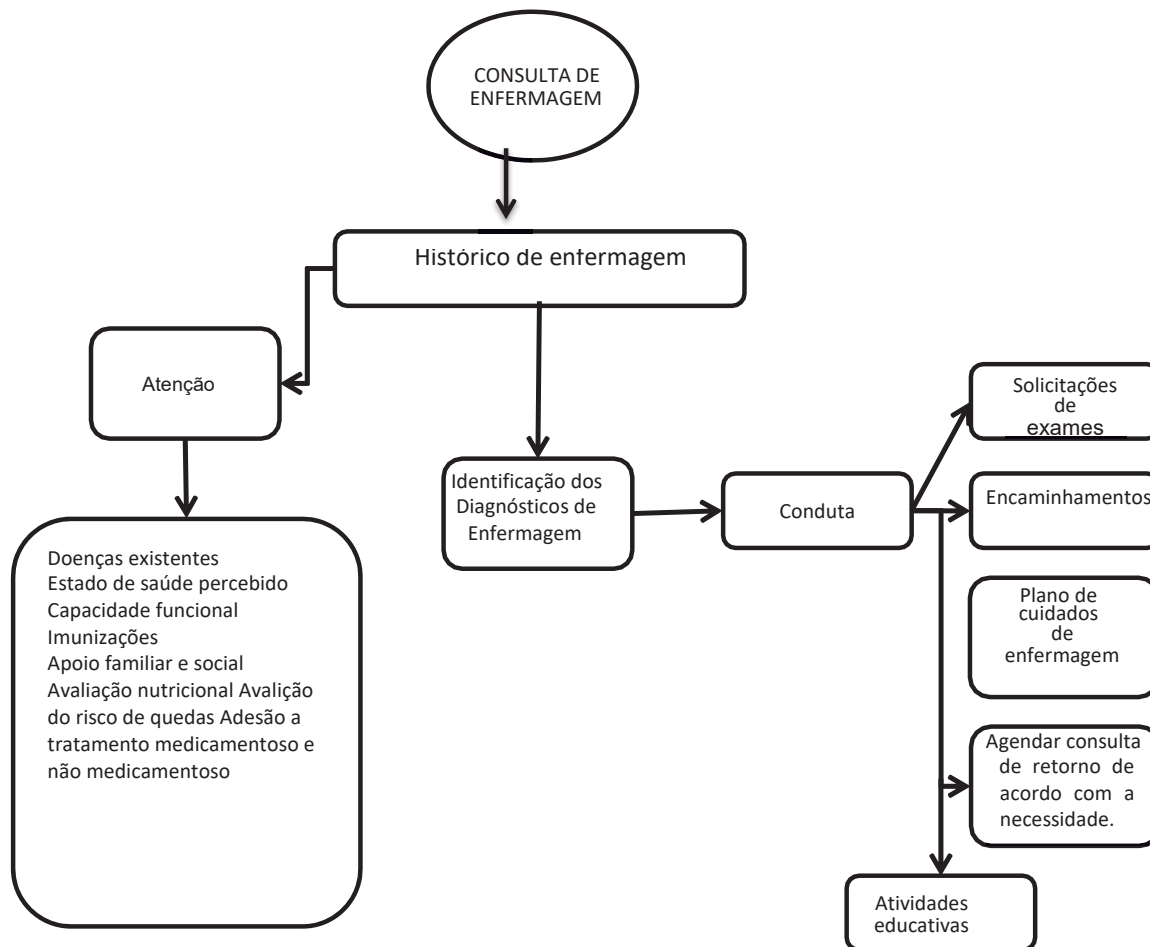 CONSULTA DE
ENFERMAGEM
Histórico de enfermagem
Atenção
Doenças existentes
Estado de saúde percebido
Capacidade funcional
Imunizações
Apoio familiar e social
Avaliação nutricional Avalição
do risco de quedas Adesão a
tratamento medicamentoso e
não medicamentoso
Identificação dos
Diagnósticos de
Enfermagem
Conduta
Solicitações
de
exames
Encaminhamentos
Plano de
cuidados
de
enfermagem
Agendar consulta
de retorno de
acordo com a
necessidade.
Atividades
educativas